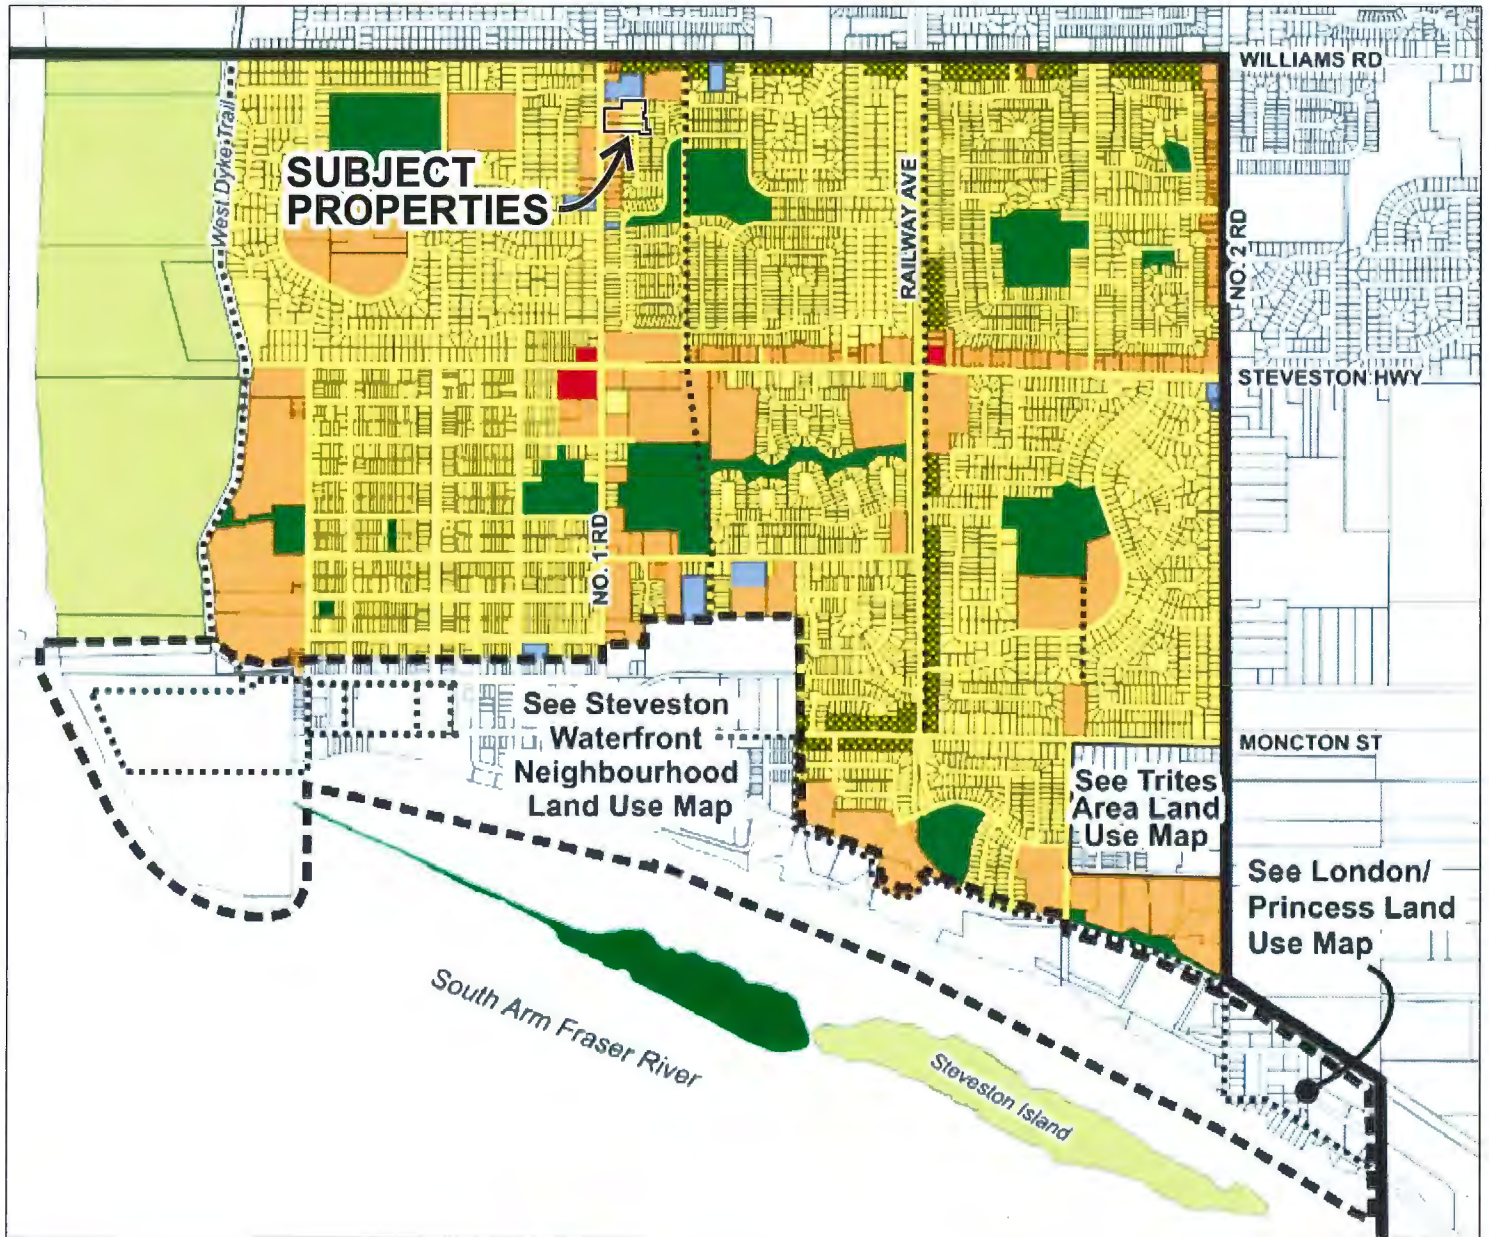 WILLIAMS RD
West Dyke Trail
SUBJECT
PROPERTIES
RAILWAY AVE
NO. 2 RD
STEVESTON HWY
NO. 1 RD
See Steveston
Waterfront
Neighbourhood
Land Use Map
MONCTON ST
See Trites
Area Land
Use Map
See London/
Princess Land
Use Map
South Arm Fraser River
Steveston Island